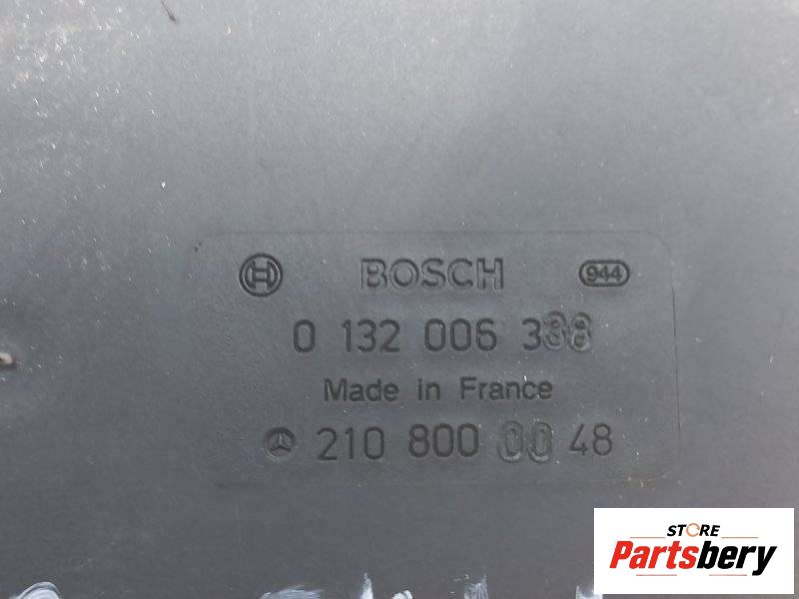 BOSCH 944
0 132 006 338
Made in France
210 800 00 48
STORE
Partsbery